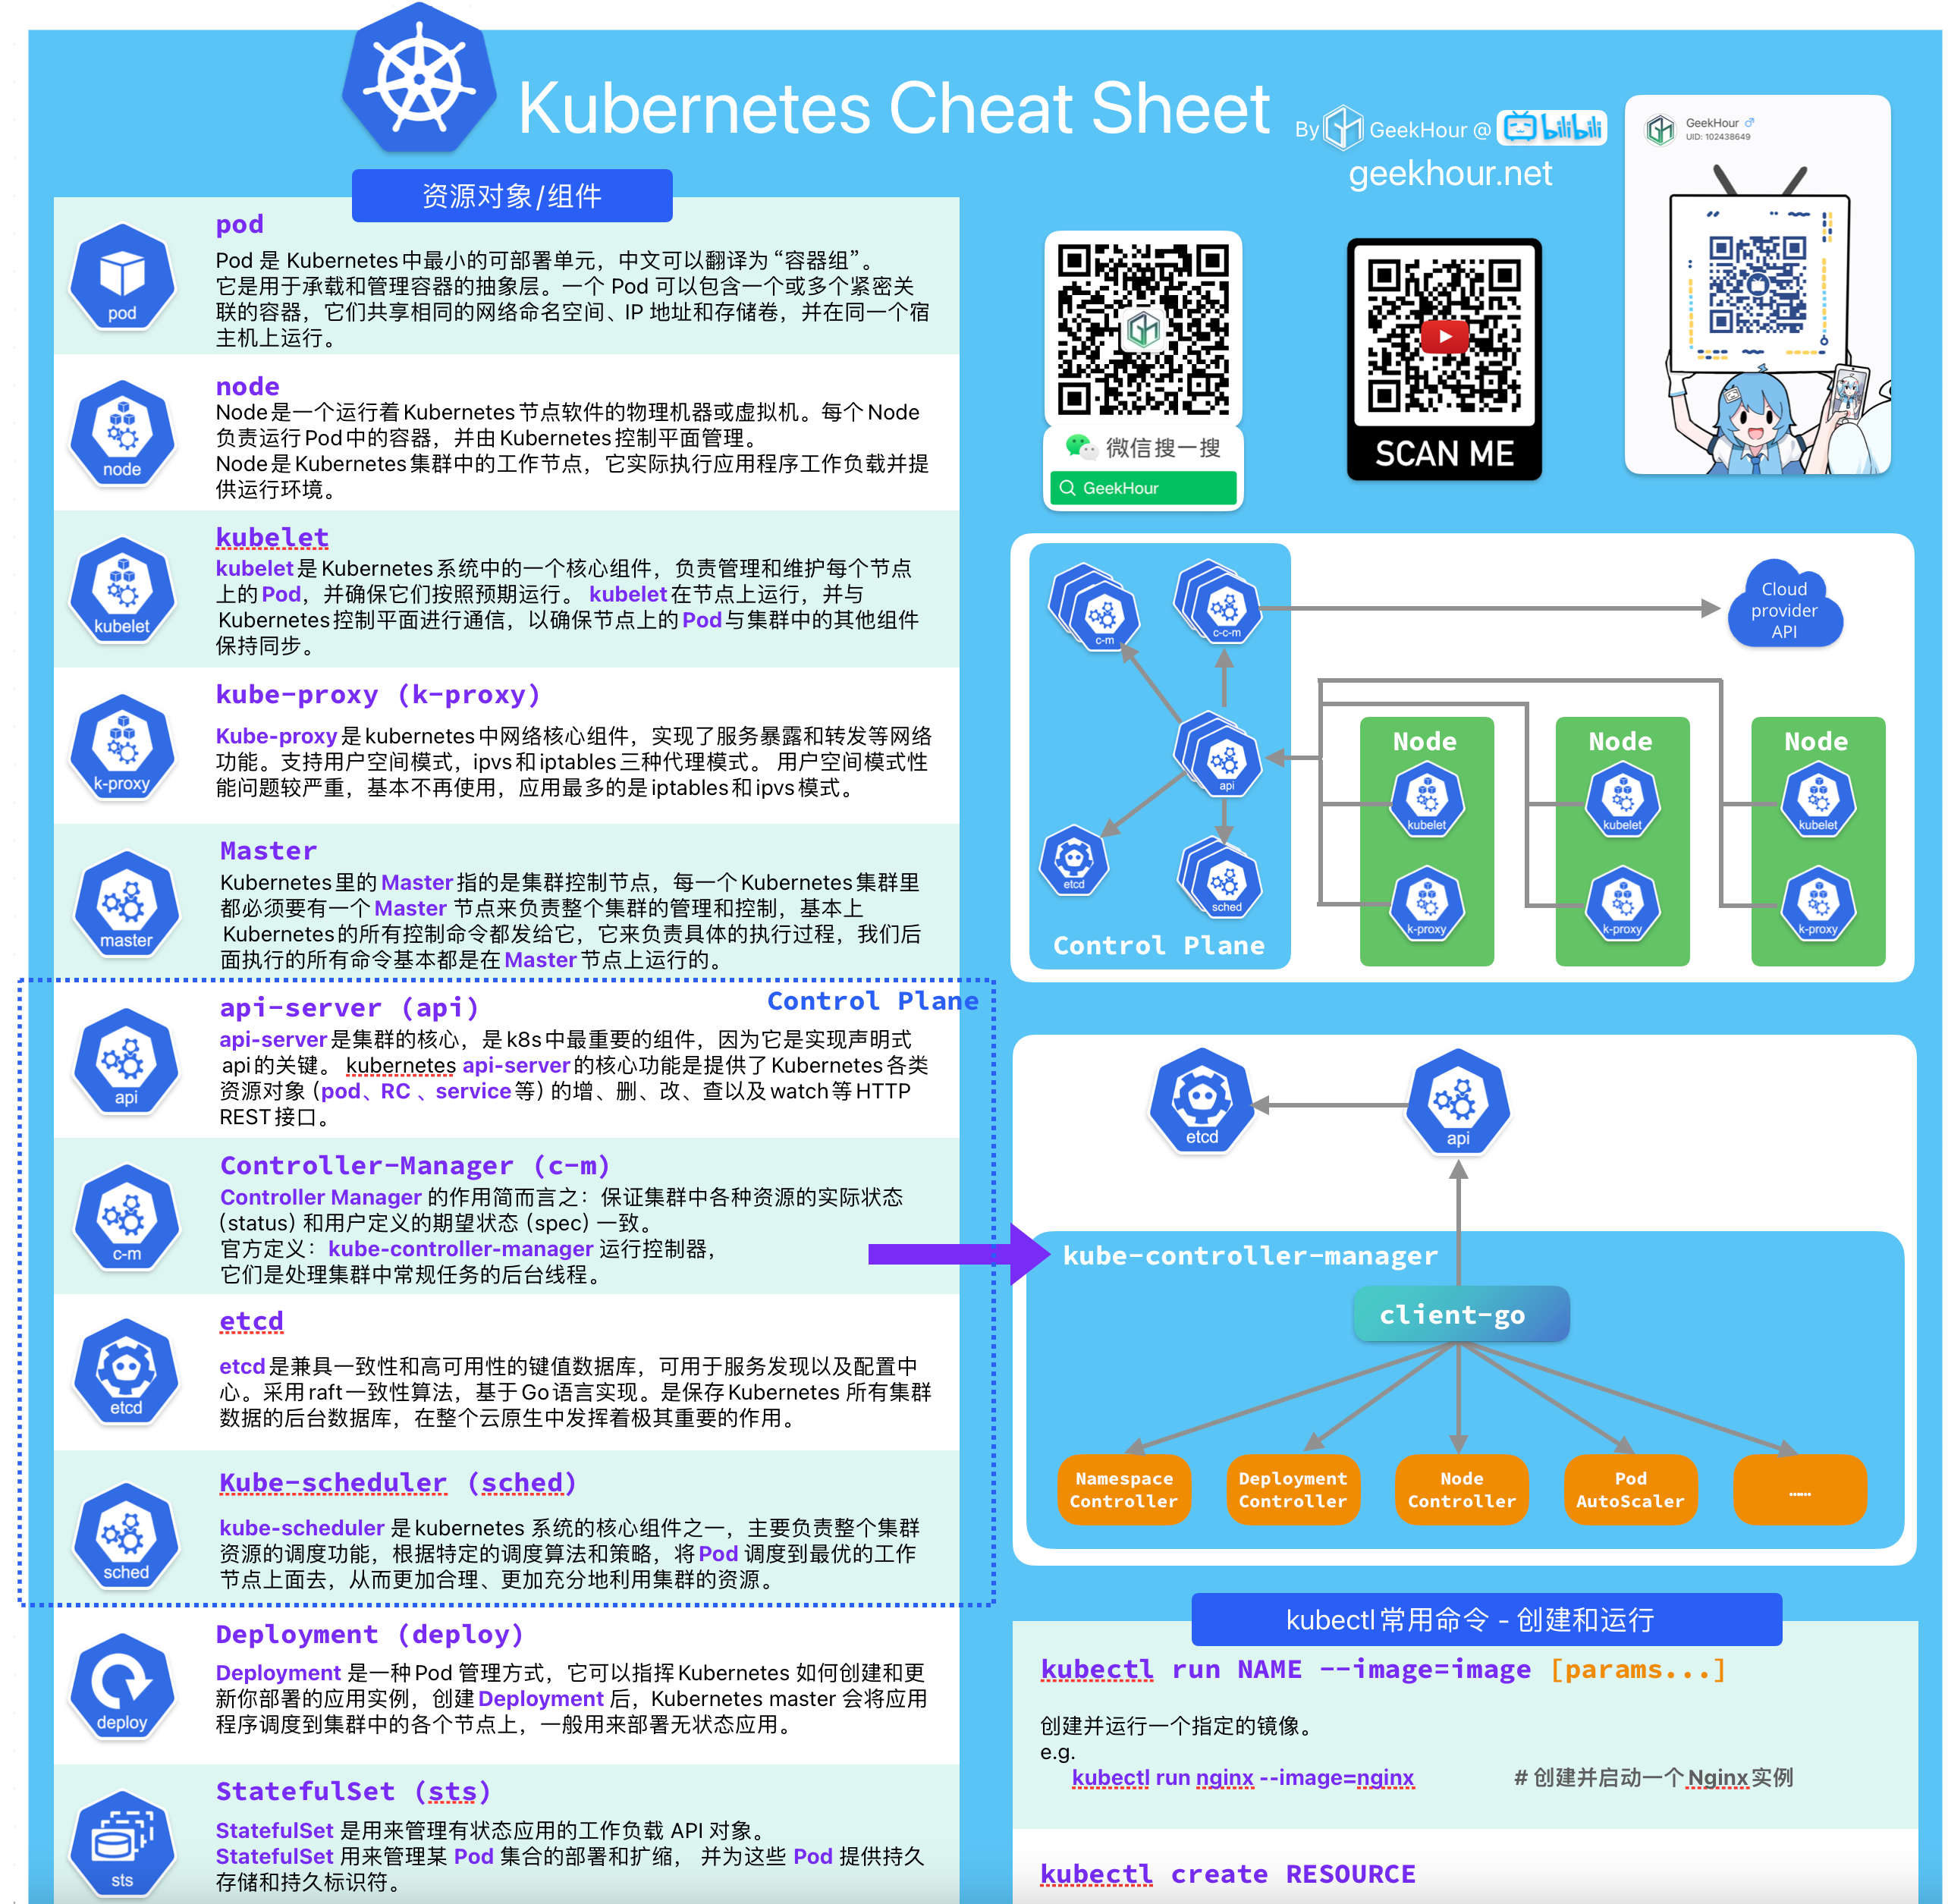 Kubernetes Cheat Sheet
By GeekHour @ bilibili
geekhour.net
GeekHour
UID: 102438649
微信搜一搜
GeekHour
SCAN ME
资源对象/组件
pod
pod
Pod 是 Kubernetes中最小的可部署单元，中文可以翻译为 “容器组”。
它是用于承载和管理容器的抽象层。一个 Pod 可以包含一个或多个紧密关
联的容器，它们共享相同的网络命名空间、IP 地址和存储卷，并在同一个宿
主机上运行。
node
node
Node是一个运行着Kubernetes节点软件的物理机器或虚拟机。每个Node
负责运行Pod中的容器，并由Kubernetes控制平面管理。
Node是Kubernetes集群中的工作节点，它实际执行应用程序工作负载并提
供运行环境。
kubelet
kubelet
kubelet是Kubernetes系统中的一个核心组件，负责管理和维护每个节点
上的Pod，并确保它们按照预期运行。 kubelet在节点上运行，并与
Kubernetes控制平面进行通信，以确保节点上的Pod与集群中的其他组件
保持同步。
kube-proxy (k-proxy)
k-proxy
Kube-proxy是kubernetes中网络核心组件，实现了服务暴露和转发等网络
功能。支持用户空间模式，ipvs和iptables三种代理模式。 用户空间模式性
能问题较严重，基本不再使用，应用最多的是iptables和ipvs模式。
Master
master
Kubernetes里的Master指的是集群控制节点，每一个Kubernetes集群里
都必须要有一个Master 节点来负责整个集群的管理和控制，基本上
Kubernetes的所有控制命令都发给它，它来负责具体的执行过程，我们后
面执行的所有命令基本都是在Master节点上运行的。
Control Plane
api-server (api)
api
api-server是集群的核心，是k8s中最重要的组件，因为它是实现声明式
api的关键。 kubernetes api-server的核心功能是提供了Kubernetes各类
资源对象（pod、RC 、service等）的增、删、改、查以及watch等HTTP
REST接口。
Controller-Manager (c-m)
c-m
Controller Manager 的作用简而言之：保证集群中各种资源的实际状态
（status）和用户定义的期望状态（spec）一致。
官方定义：kube-controller-manager 运行控制器，
它们是处理集群中常规任务的后台线程。
etcd
etcd
etcd是兼具一致性和高可用性的键值数据库，可用于服务发现以及配置中
心。采用raft一致性算法，基于Go语言实现。是保存Kubernetes 所有集群
数据的后台数据库，在整个云原生中发挥着极其重要的作用。
Kube-scheduler (sched)
sched
kube-scheduler 是kubernetes 系统的核心组件之一，主要负责整个集群
资源的调度功能，根据特定的调度算法和策略，将Pod 调度到最优的工作
节点上面去，从而更加合理、更加充分地利用集群的资源。
Deployment (deploy)
deploy
Deployment 是一种Pod 管理方式，它可以指挥Kubernetes 如何创建和更
新你部署的应用实例，创建Deployment 后，Kubernetes master 会将应用
程序调度到集群中的各个节点上，一般用来部署无状态应用。
StatefulSet (sts)
sts
StatefulSet 是用来管理有状态应用的工作负载 API 对象。
StatefulSet 用来管理某 Pod 集合的部署和扩缩， 并为这些 Pod 提供持久
存储和持久标识符。
c-m
c-c-m
Cloud
provider
API
api
etcd
sched
Control Plane
Node
kubelet
k-proxy
Node
kubelet
k-proxy
Node
kubelet
k-proxy
etcd
api
kube-controller-manager
client-go
Namespace
Controller
Deployment
Controller
Node
Controller
Pod
AutoScaler
……
kubectl常用命令 - 创建和运行
kubectl run NAME --image=image [params...]
创建并运行一个指定的镜像。
e.g.
kubectl run nginx --image=nginx # 创建并启动一个Nginx实例
kubectl create RESOURCE